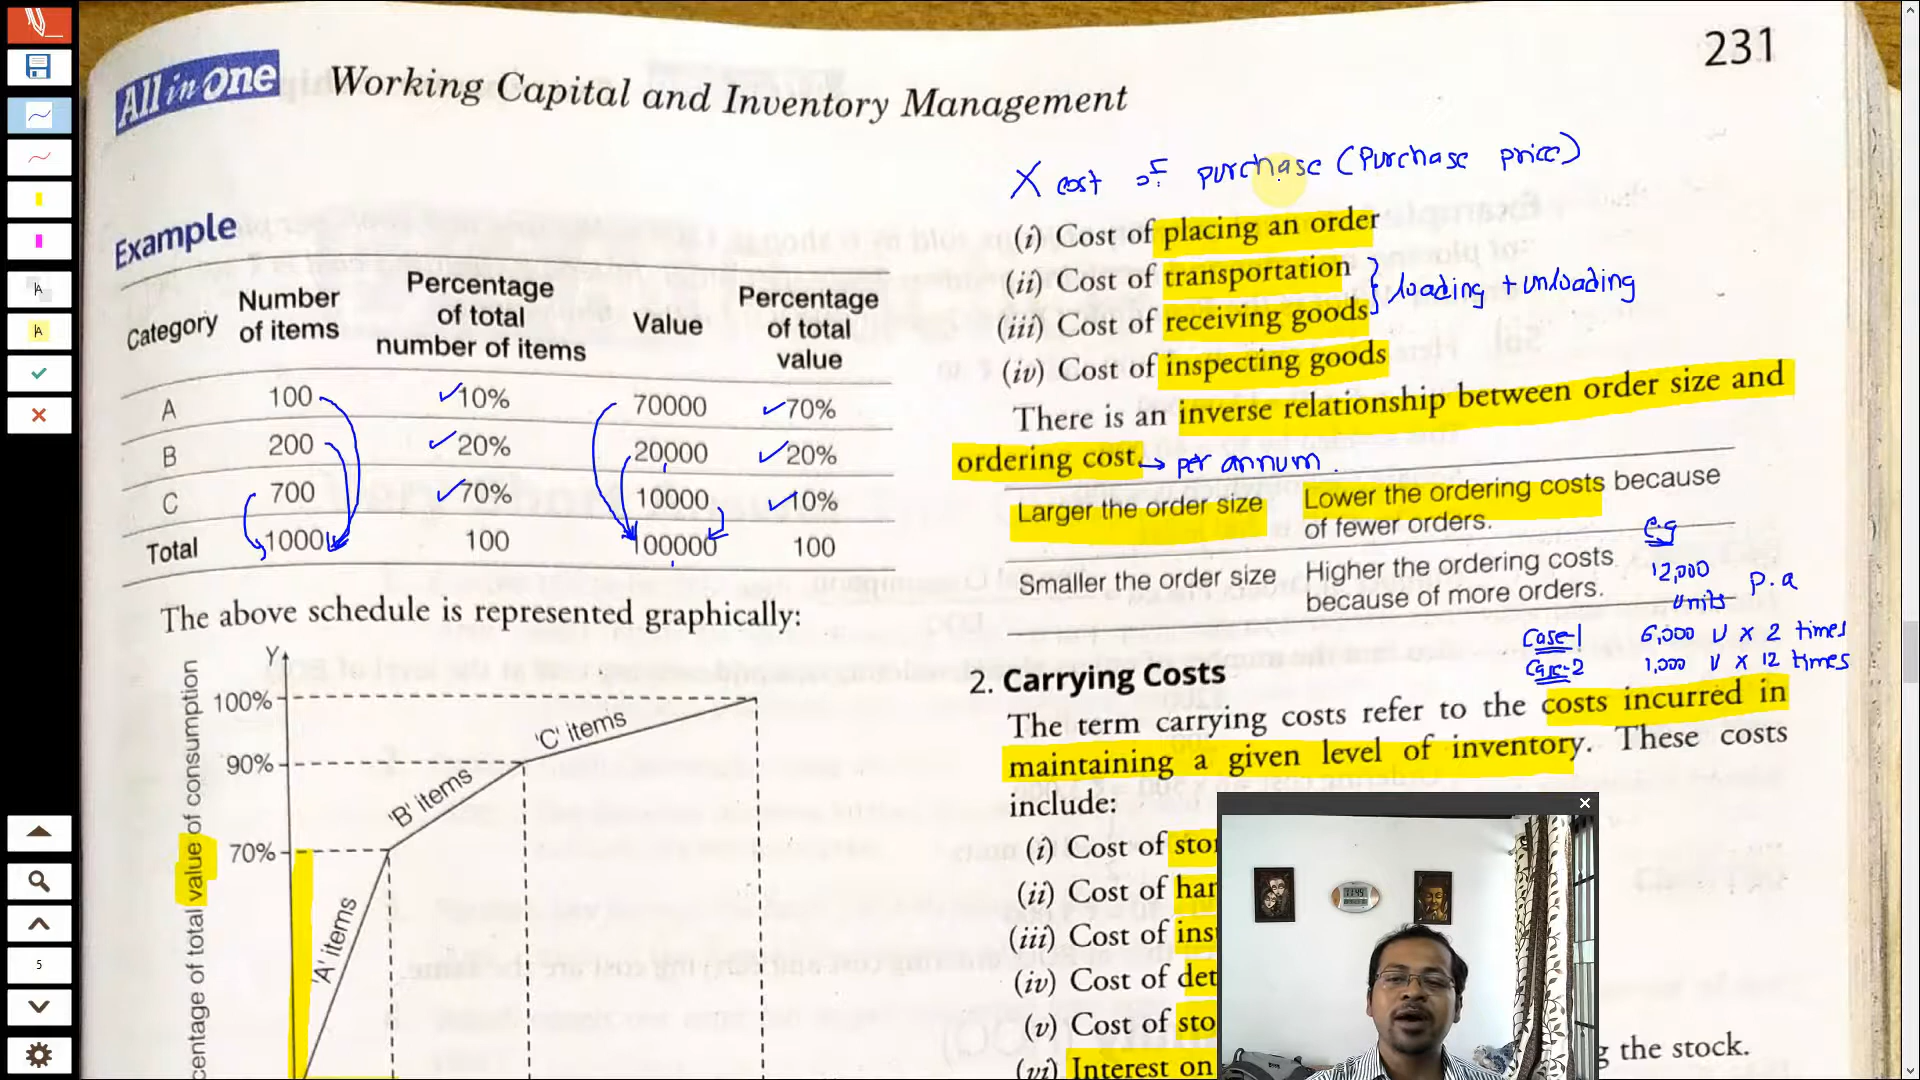 231
All in One Working Capital and Inventory Management
Example
Category Number of items Percentage of total number of items Value Percentage of total value
A 100 ✓10% 70000 ✓70%
B 200 ✓20% 20000 ✓20%
C 700 ✓70% 10000 ✓10%
Total 1000 100 100000 100
The above schedule is represented graphically:
Y
100%
90%
70%
'C' items
'B' items
'A' items
centage of total value of consumption
X cost of purchase (Purchase price)
(i) Cost of placing an order
(ii) Cost of transportation
(iii) Cost of receiving goods
loading + unloading
(iv) Cost of inspecting goods
There is an inverse relationship between order size and
ordering cost. → per annum.
Larger the order size Lower the ordering costs because
of fewer orders.
Smaller the order size Higher the ordering costs
because of more orders.
eg
12,000
units p.a
Case-1 6,000 U x 2 times
Case-2 1,000 U x 12 times
2. Carrying Costs
The term carrying costs refer to the costs incurred in
maintaining a given level of inventory. These costs
include:
(i) Cost of sto
(ii) Cost of
(iii) Cost of ins
(iv) Cost of det
(v) Cost of sto
(vi) Interest on
g the stock.
A
A
5